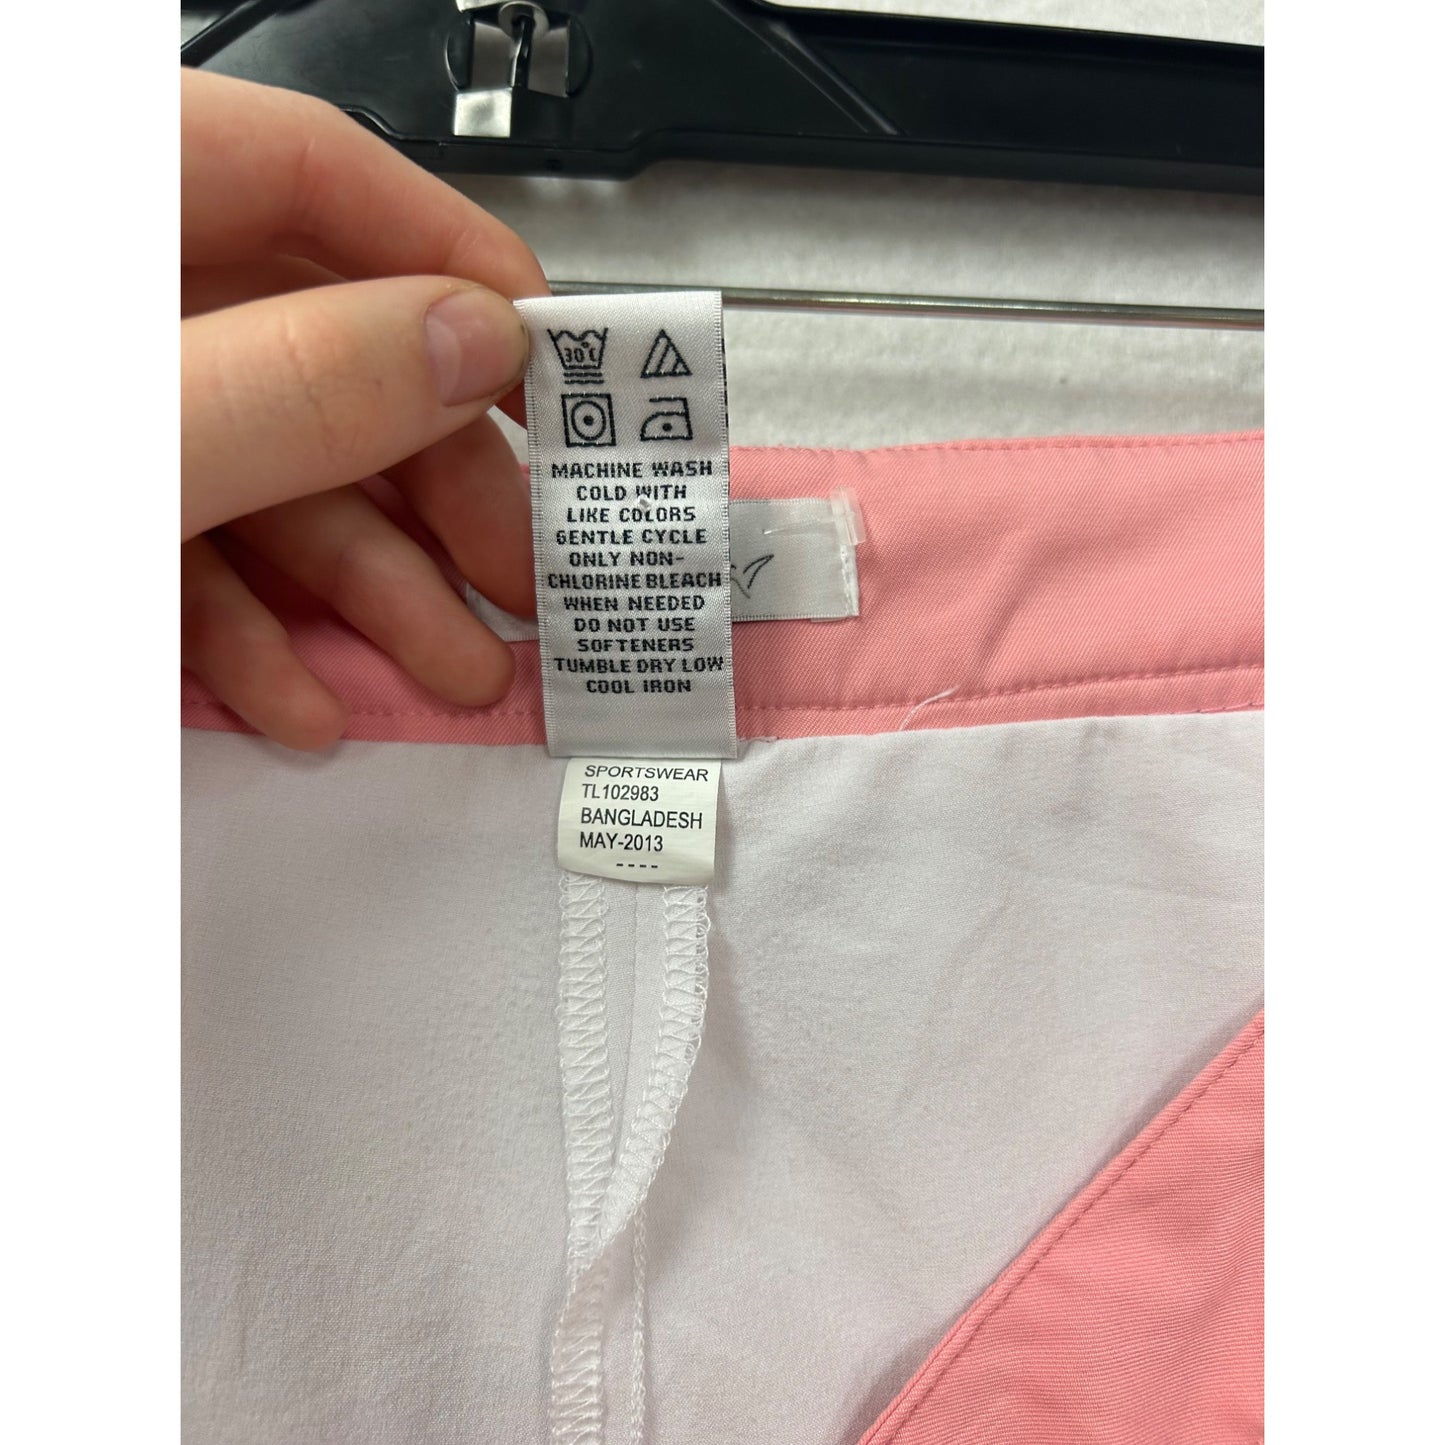 30°C
MACHINE WASH
COLD WITH
LIKE COLORS
GENTLE CYCLE
ONLY NON-
CHLORINE BLEACH
WHEN NEEDED
DO NOT USE
SOFTENERS
TUMBLE DRY LOW
COOL IRON
SPORTSWEAR
TL102983
BANGLADESH
MAY-2013
----